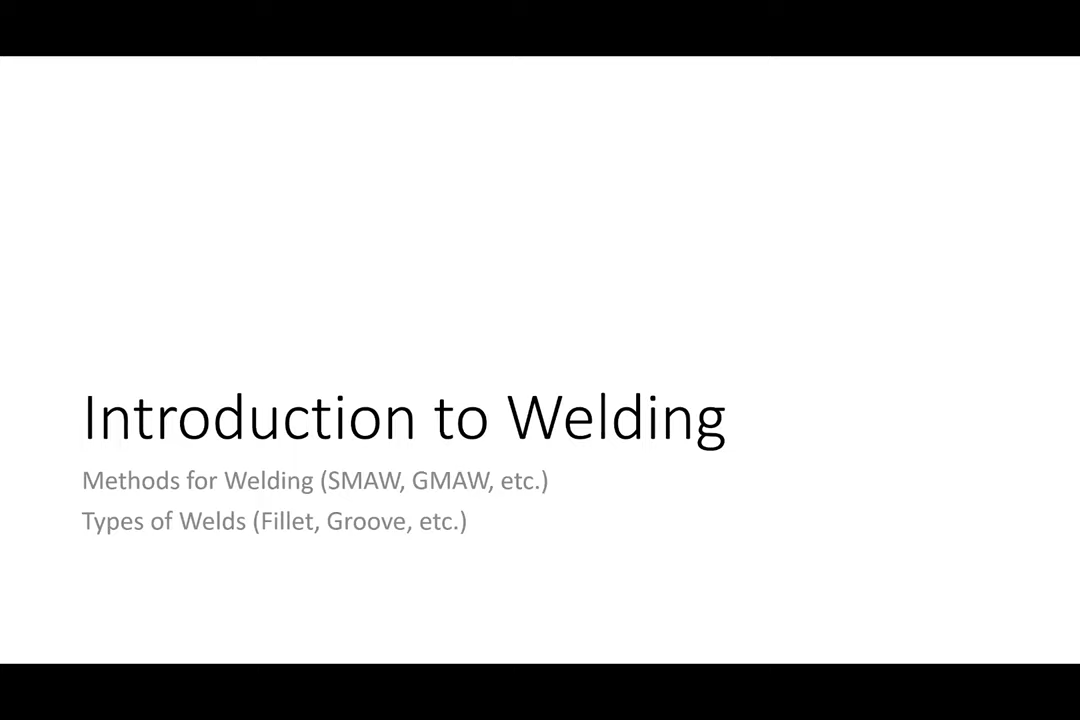 Introduction to Welding
Methods for Welding (SMAW, GMAW, etc.)
Types of Welds (Fillet, Groove, etc.)